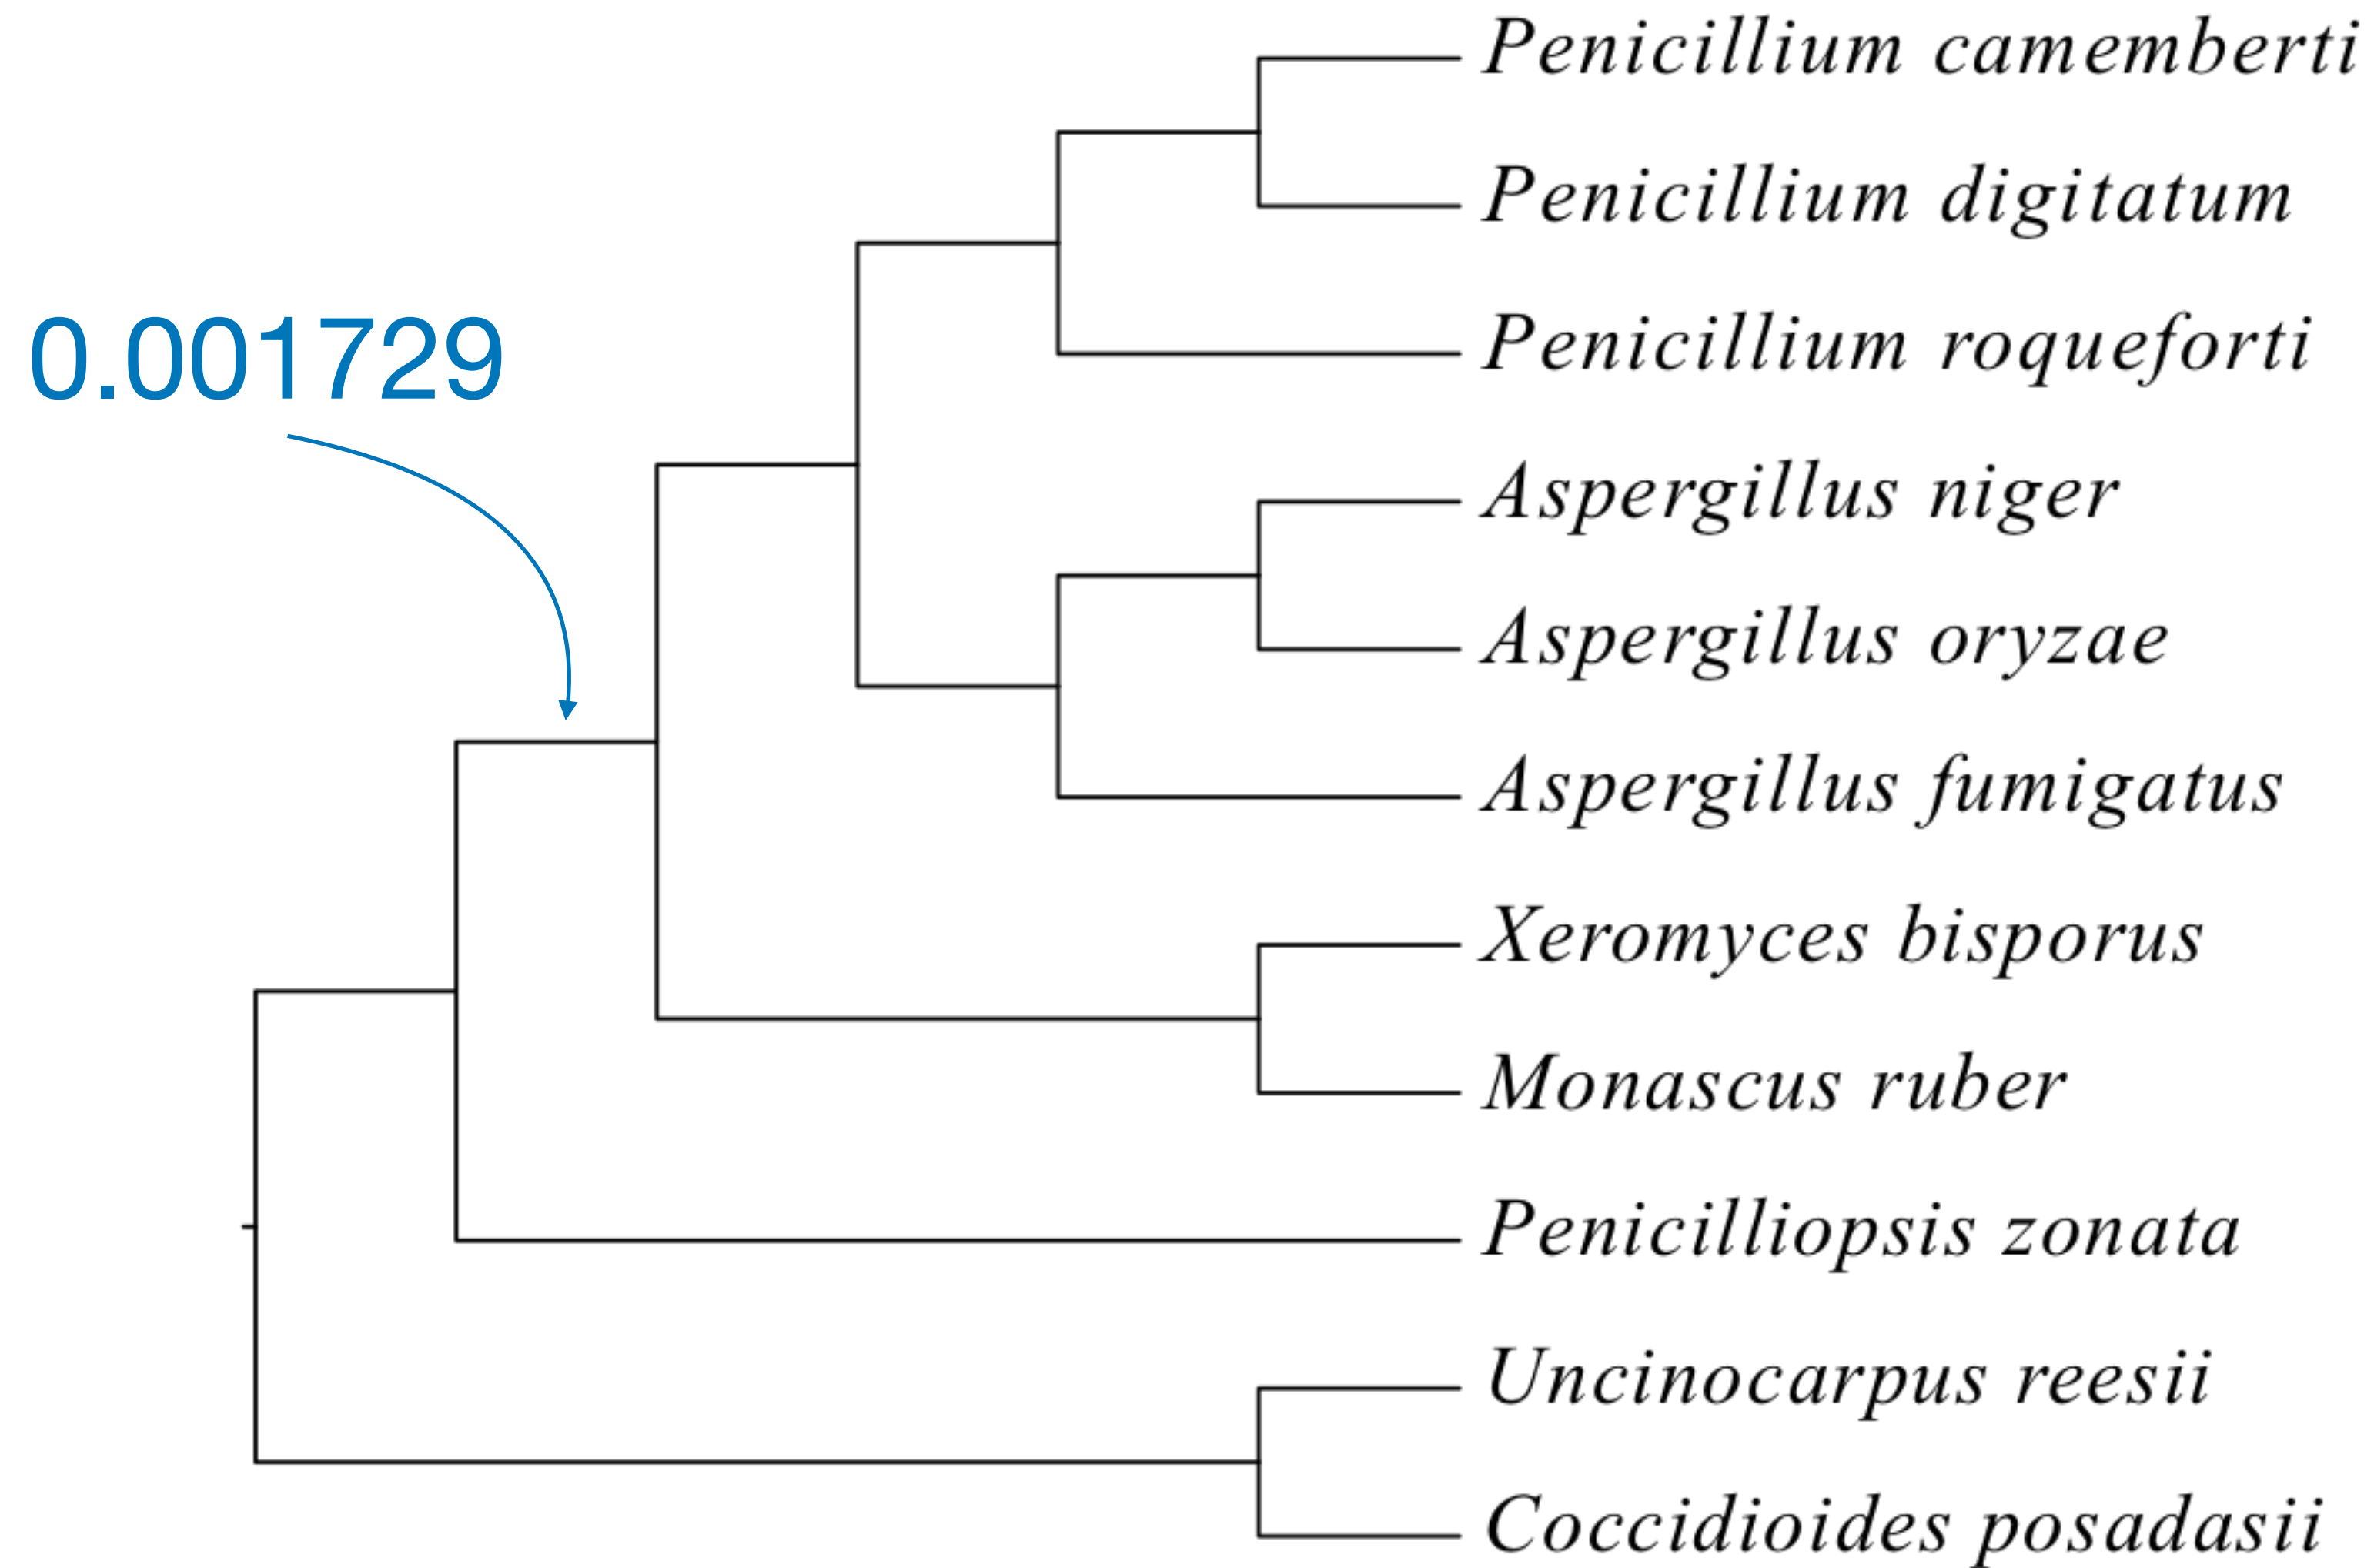 Penicillium camemberti
Penicillium digitatum
Penicillium roqueforti
0.001729
Aspergillus niger
Aspergillus oryzae
Aspergillus fumigatus
Xeromyces bisporus
Monascus ruber
Penicilliopsis zonata
Uncinocarpus reesii
Coccidioides posadasii